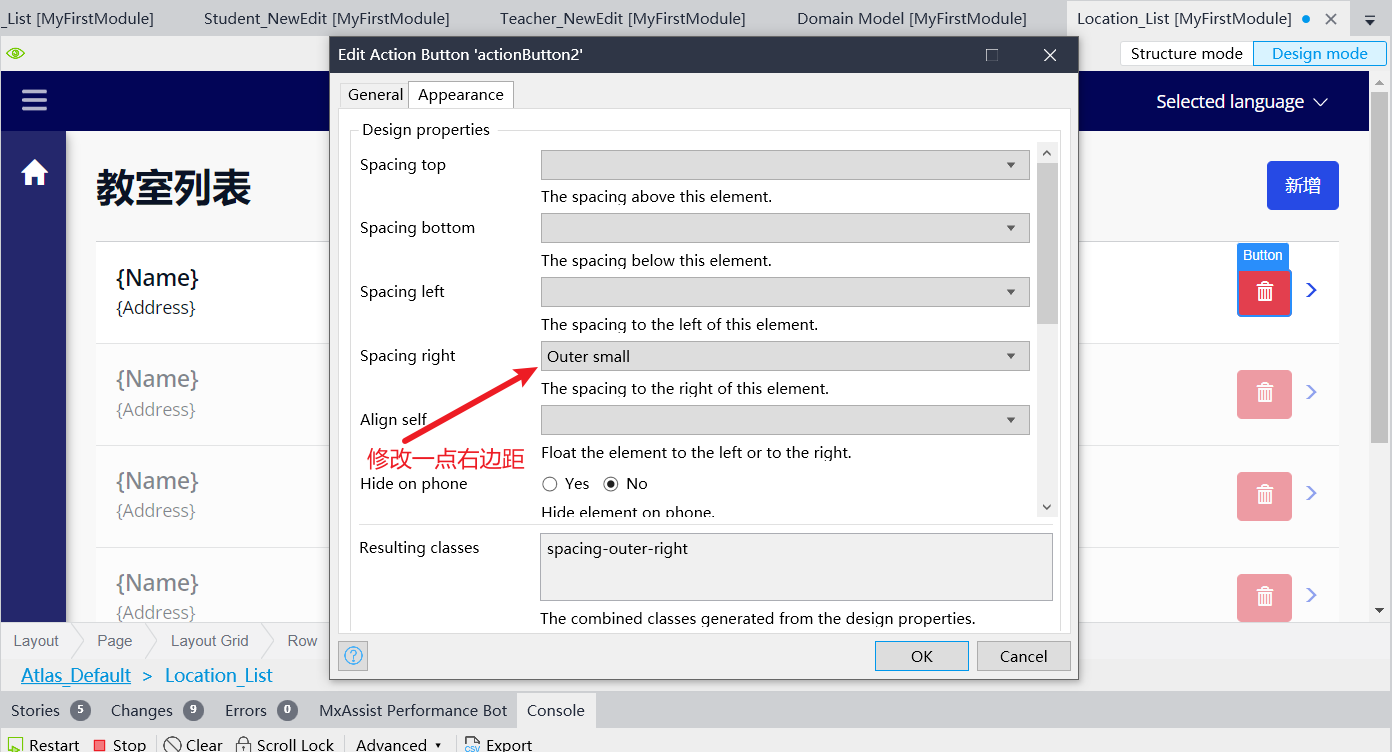 _List [MyFirstModule]
Student_NewEdit [MyFirstModule]
Teacher_NewEdit [MyFirstModule]
Domain Model [MyFirstModule]
Location_List [MyFirstModule]
Edit Action Button 'actionButton2'
Structure mode
Design mode
General
Appearance
Selected language
Design properties
Spacing top
The spacing above this element.
Spacing bottom
The spacing below this element.
Spacing left
The spacing to the left of this element.
Spacing right
Outer small
The spacing to the right of this element.
Align self
修改一点右边距
Float the element to the left or to the right.
Hide on phone
Yes
No
Hide element on phone.
Resulting classes
spacing-outer-right
The combined classes generated from the design properties.
OK
Cancel
教室列表
新增
Button
{Name}
{Address}
{Name}
{Address}
{Name}
{Address}
{Name}
{Address}
Layout
Page
Layout Grid
Row
Atlas_Default > Location_List
Stories 5
Changes 9
Errors 0
MxAssist Performance Bot
Console
Restart
Stop
Clear
Scroll Lock
Advanced
CSV
Export